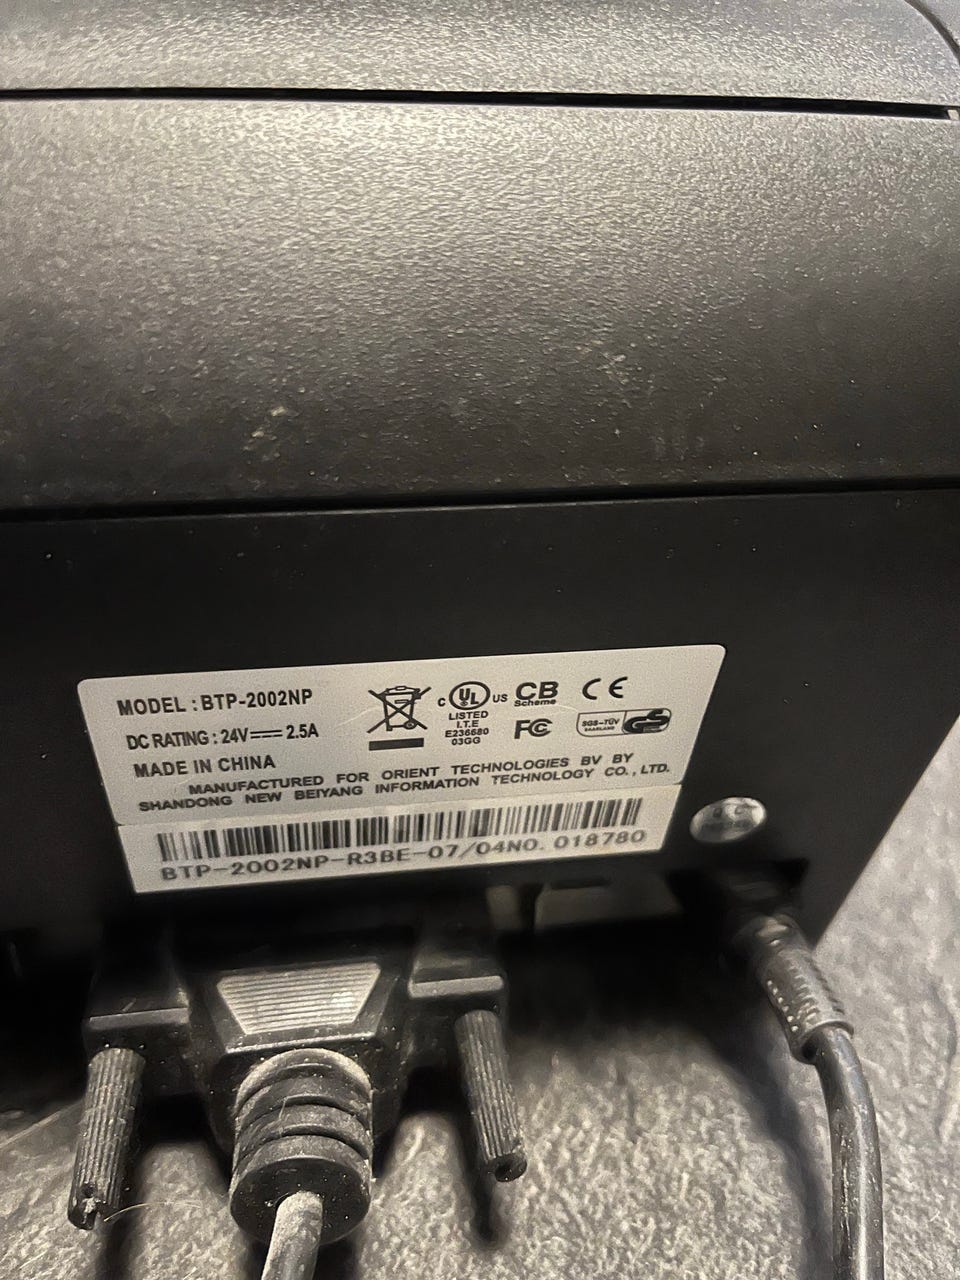 MODEL : BTP-2002NP
DC RATING : 24V 2.5A
MADE IN CHINA
C UL US
LISTED
I.T.E
E236680
03GG
CB
Scheme
CE
FC
SGS-TÜV
SAARLAND
GS
MANUFACTURED FOR ORIENT TECHNOLOGIES BV BY
SHANDONG NEW BEIYANG INFORMATION TECHNOLOGY CO., LTD.
BTP-2002NP-R3BE-07/04NO. 018780